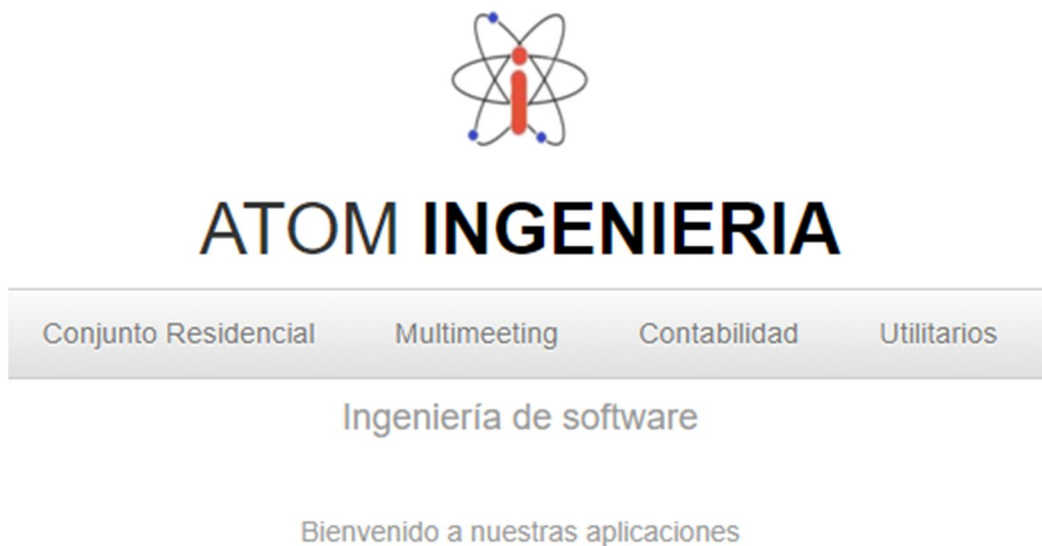 ATOM INGENIERIA
Conjunto Residencial Multimeeting Contabilidad Utilitarios
Ingeniería de software
Bienvenido a nuestras aplicaciones